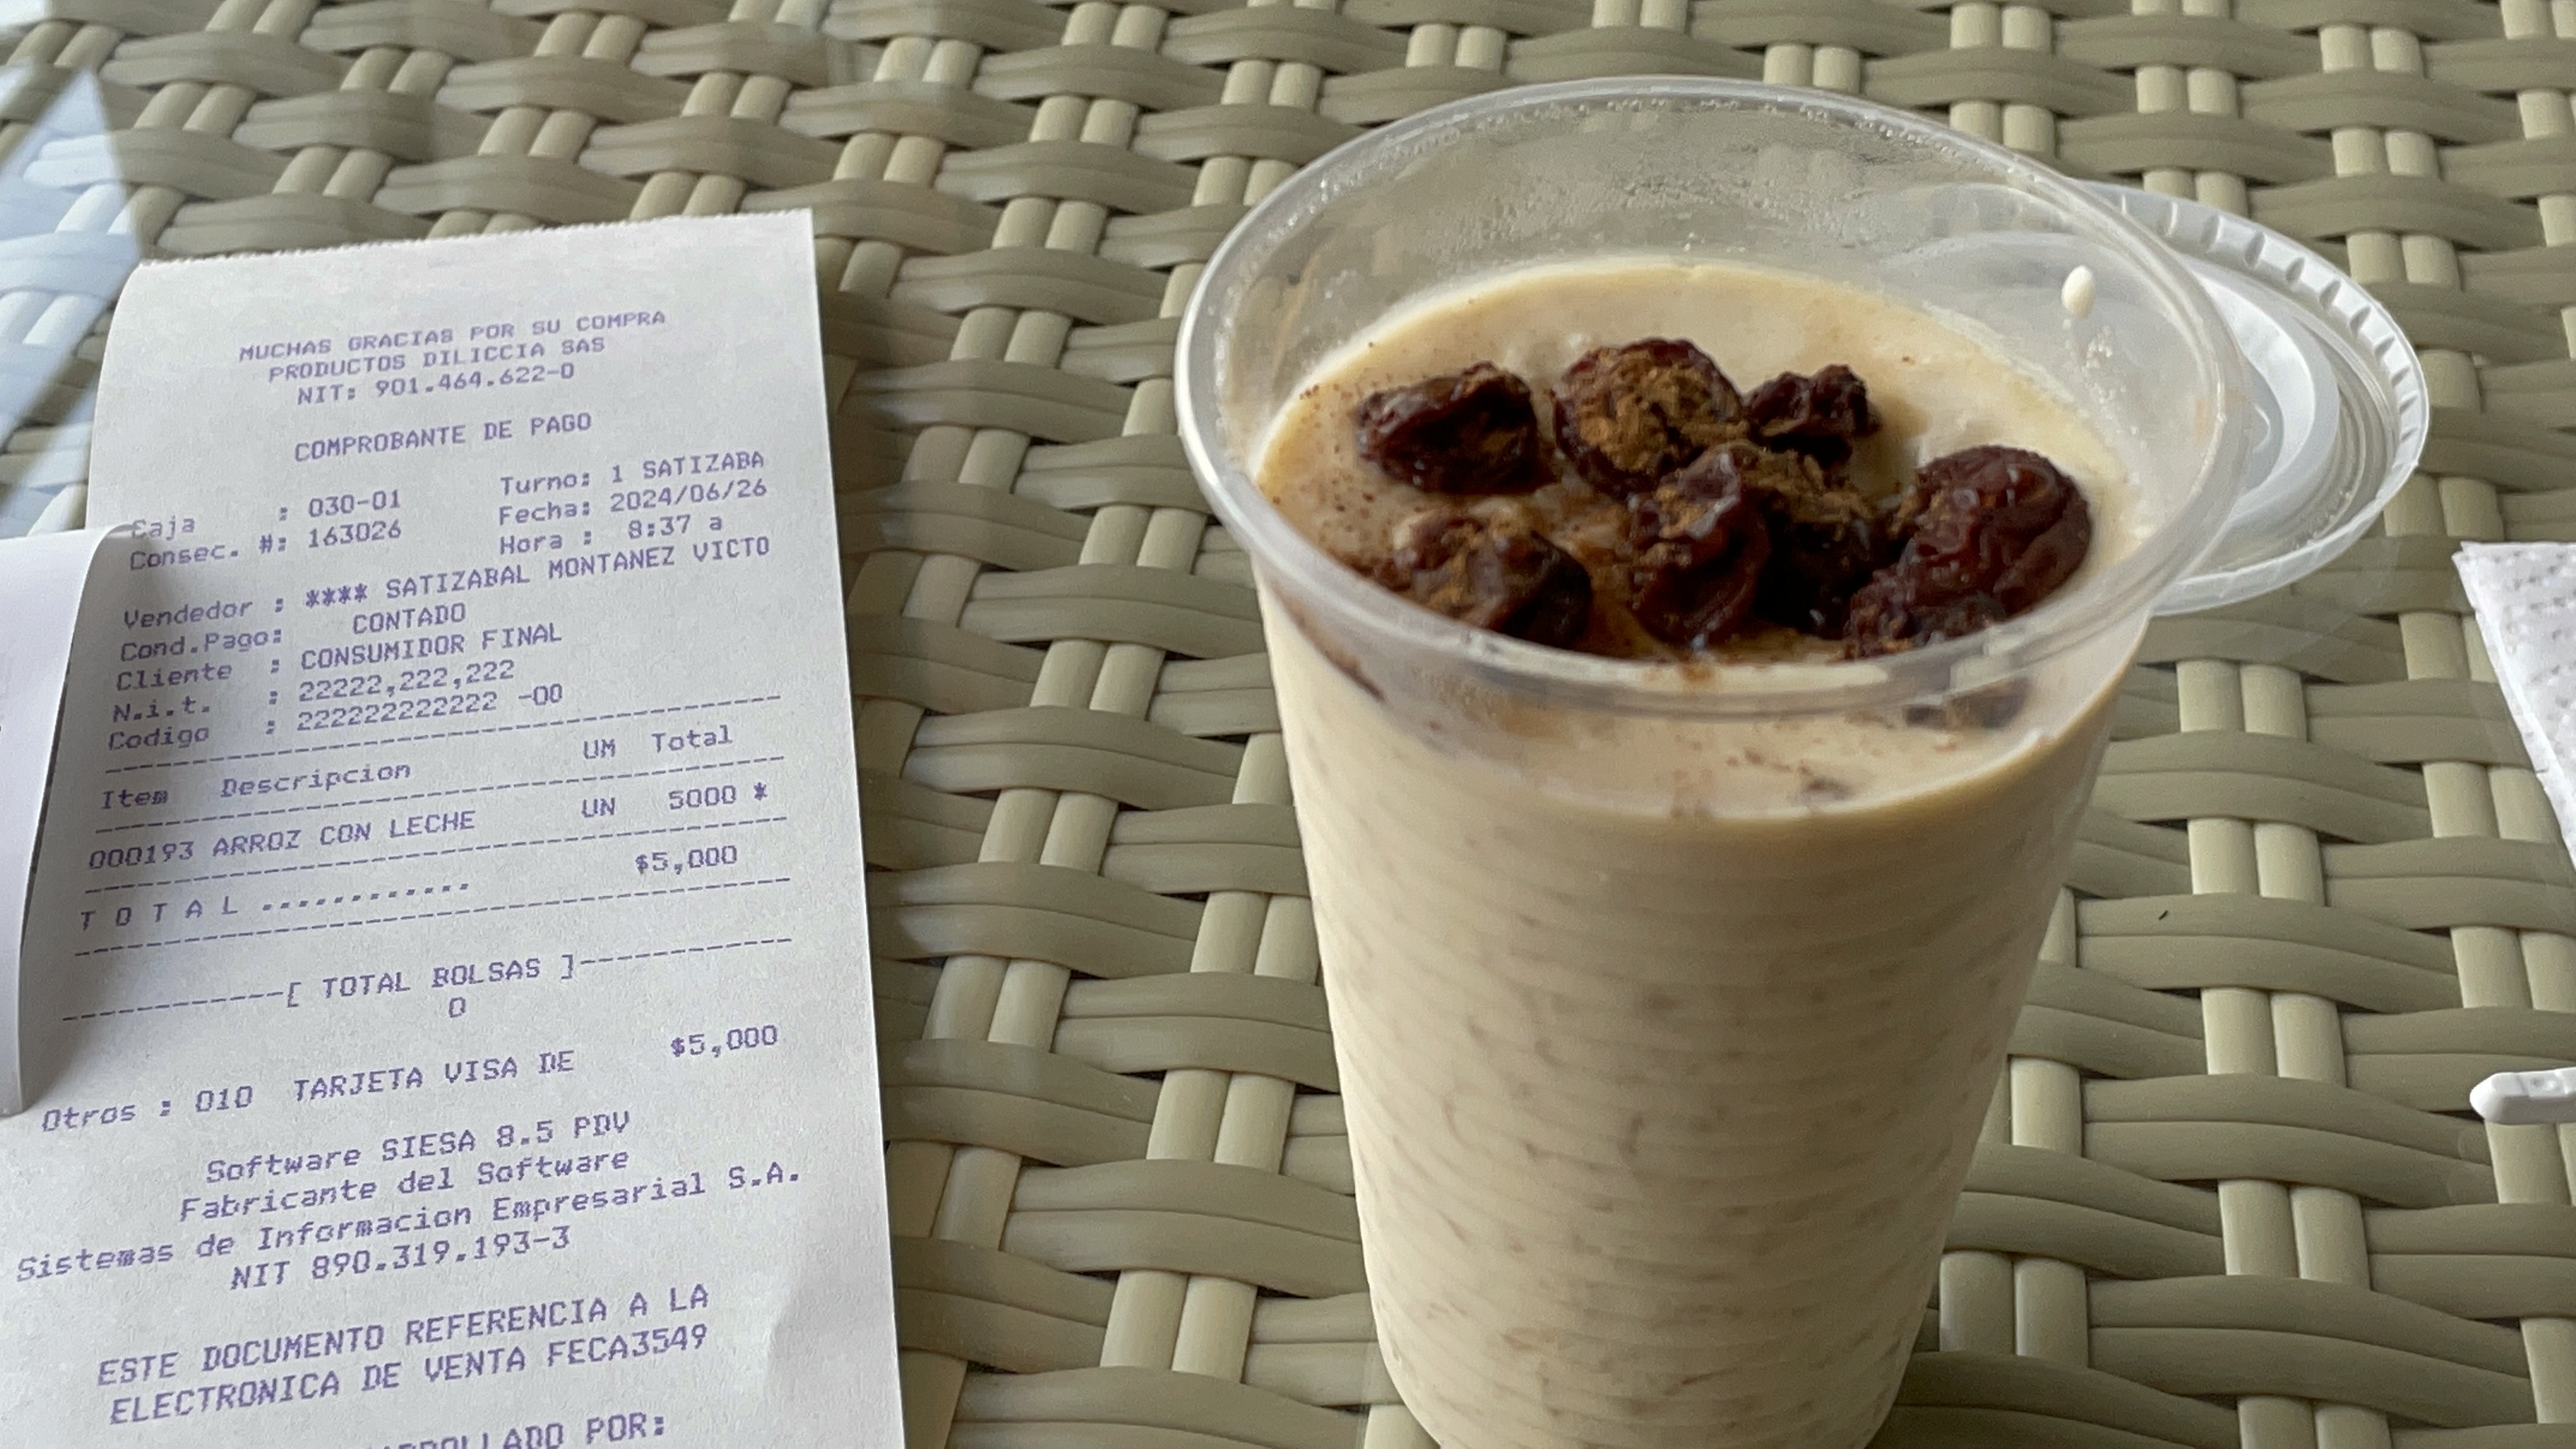 MUCHAS GRACIAS POR SU COMPRA
PRODUCTOS DILICCIA SAS
NIT: 901.464.622-0
COMPROBANTE DE PAGO
Caja : 030-01 Turno: 1 SATIZABA
Consec. #: 163026 Fecha: 2024/06/26
Hora : 8:37 a
Vendedor : **** SATIZABAL MONTANEZ VICTO
Cond.Pago: CONTADO
Cliente : CONSUMIDOR FINAL
N.i.t. : 22222,222,222
Codigo : 222222222222 -00
Item Descripcion UM Total
000193 ARROZ CON LECHE UN 5000 *
T O T A L ............ $5,000
-----------[ TOTAL BOLSAS ]-----------
0
Otros : 010 TARJETA VISA DE $5,000
Software SIESA 8.5 PDV
Fabricante del Software
Sistemas de Informacion Empresarial S.A.
NIT 890.319.193-3
ESTE DOCUMENTO REFERENCIA A LA
ELECTRONICA DE VENTA FECA3549
POR: